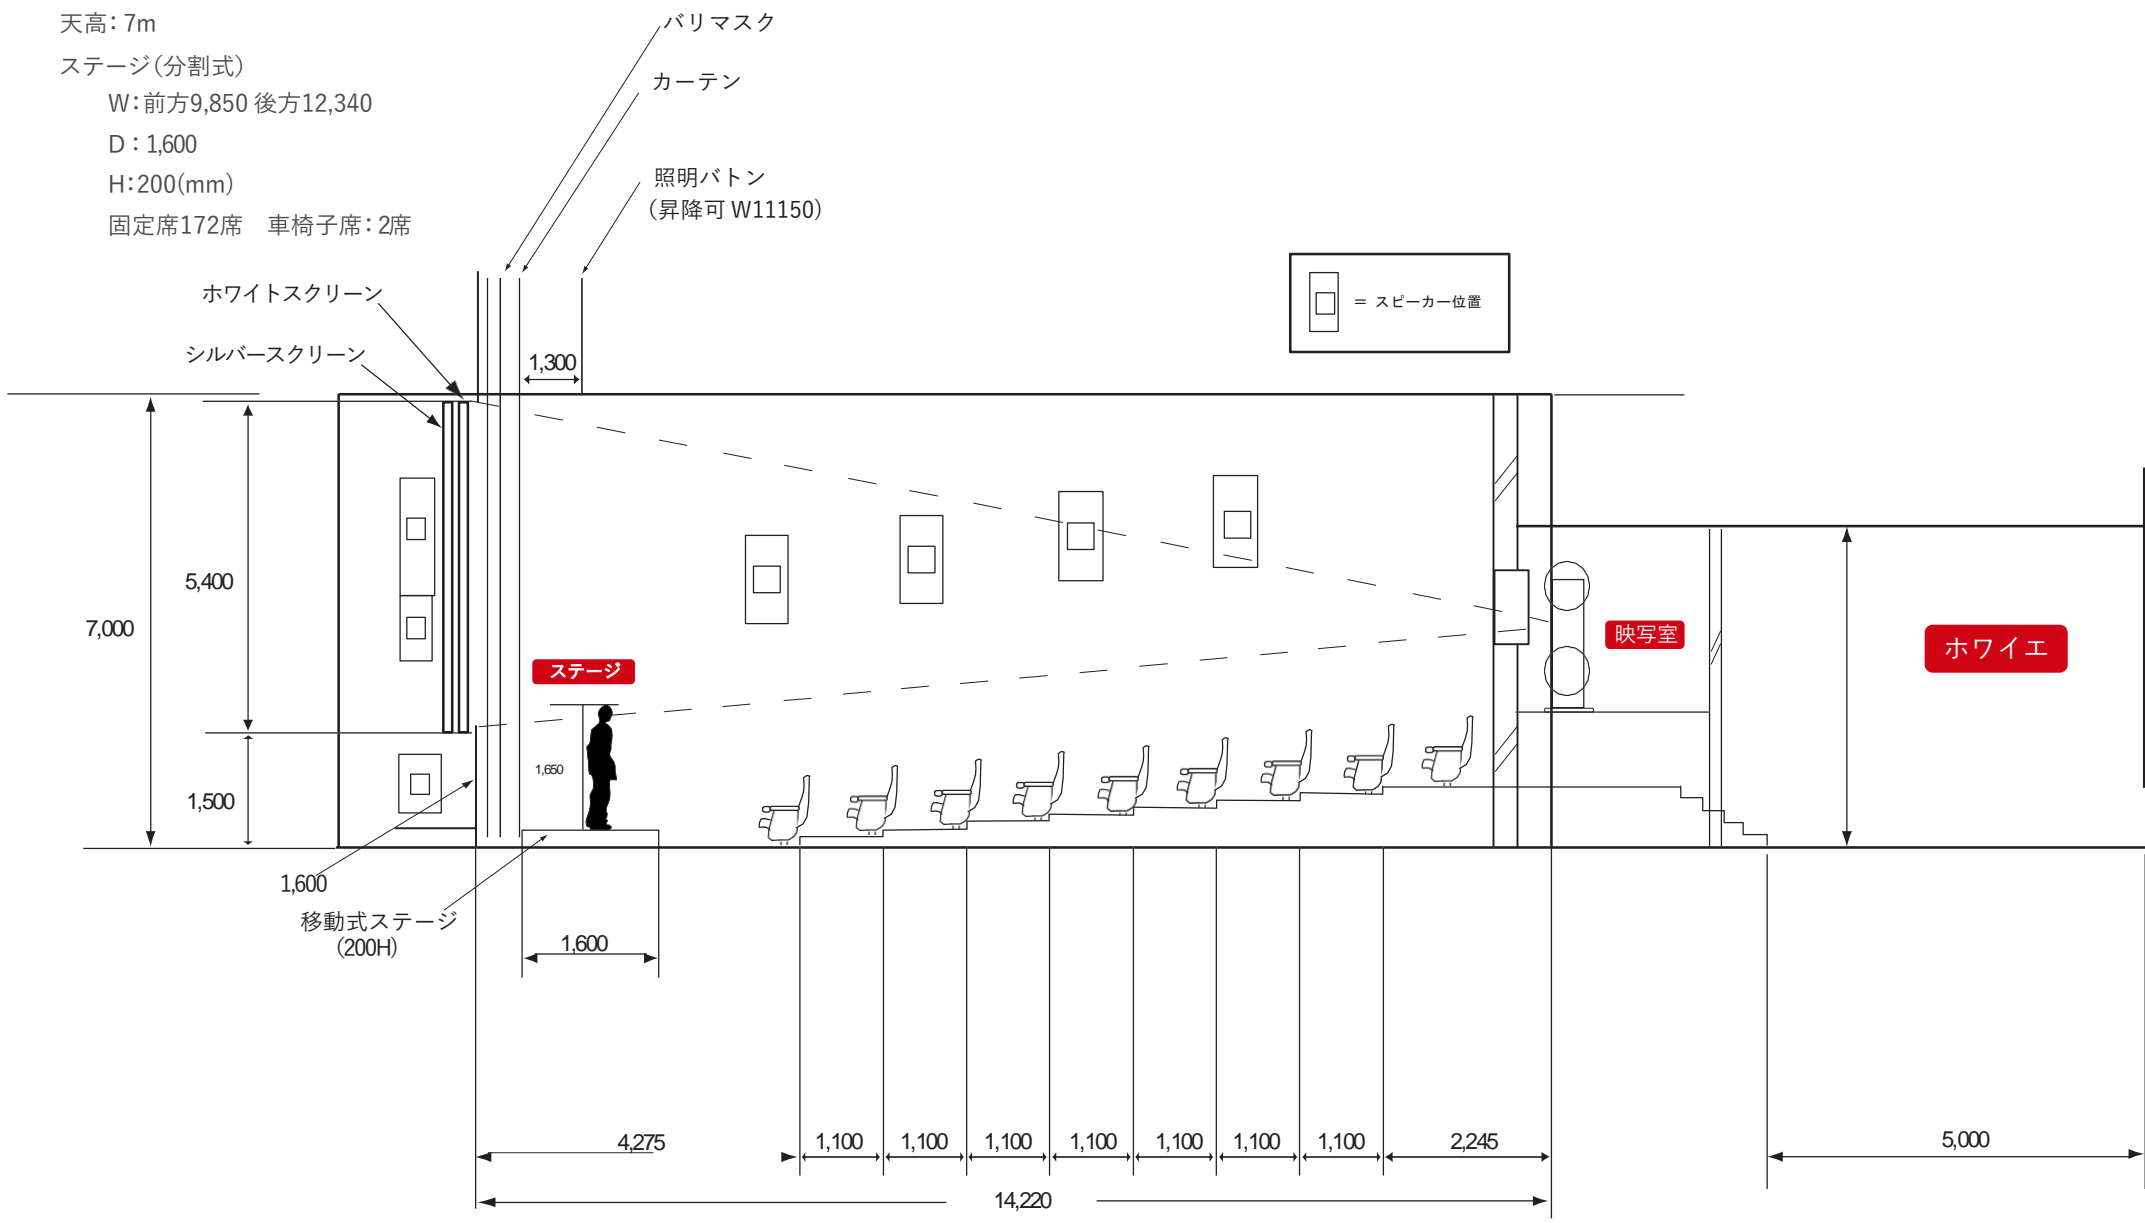 天高：7m
ステージ（分割式）
W：前方9,850 後方12,340
D：1,600
H：200(mm)
固定席172席　車椅子席：2席
バリマスク
カーテン
照明バトン
（昇降可 W11150）
ホワイトスクリーン
シルバースクリーン
1,300
＝ スピーカー位置
5,400
7,000
1,500
ステージ
1,650
映写室
ホワイエ
1,600
移動式ステージ
(200H)
1,600
4,275
1,100
1,100
1,100
1,100
1,100
1,100
1,100
2,245
5,000
14,220